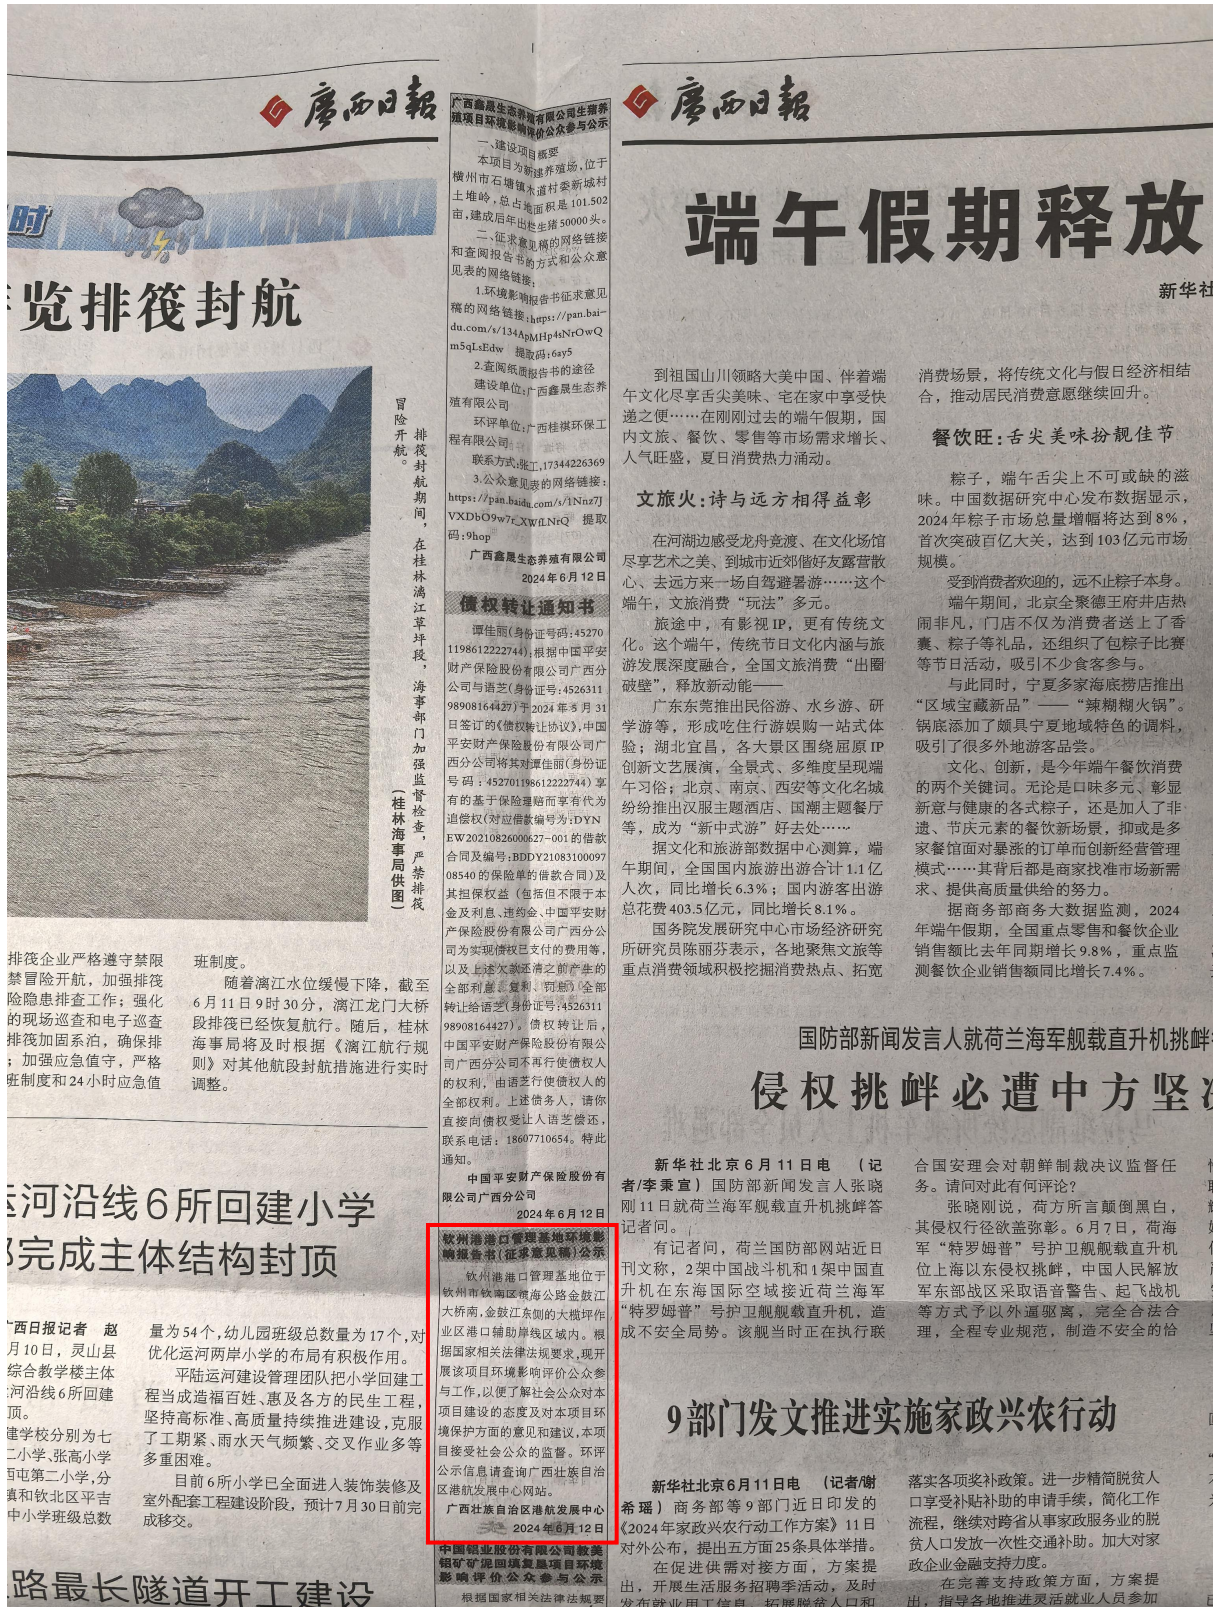 廣西日報
时
览排筏封航
排筏封航期间，在桂林漓江草坪段，海事部门加强监督检查，严禁排筏
冒险开航。
（桂林海事局供图）
排筏企业严格遵守禁限
禁冒险开航，加强排筏
险隐患排查工作；强化
的现场巡查和电子巡查
排筏加固系泊，确保排
；加强应急值守，严格
班制度和24小时应急值
班制度。
随着漓江水位缓慢下降，截至
6月11日9时30分，漓江龙门大桥
段排筏已经恢复航行。随后，桂林
海事局将及时根据《漓江航行规
则》对其他航段封航措施进行实时
调整。
运河沿线6所回建小学
完成主体结构封顶
广西日报记者　赵
月10日，灵山县
综合教学楼主体
河沿线6所回建
顶。
建学校分别为七
二小学、张高小学
西屯第二小学，分
镇和钦北区平吉
中小学班级总数
量为54个，幼儿园班级总数量为17个，对
优化运河两岸小学的布局有积极作用。
平陆运河建设管理团队把小学回建工
程当成造福百姓、惠及各方的民生工程，
坚持高标准、高质量持续推进建设，克服
了工期紧、雨水天气频繁、交叉作业多等
多重困难。
目前6所小学已全面进入装饰装修及
室外配套工程建设阶段，预计7月30日前完
成移交。
路最长隧道开工建设
广西鑫晟生态养殖有限公司生猪养
殖项目环境影响评价公众参与公示
一、建设项目概要
本项目为新建养殖场，位于
横州市石塘镇木道村委新城村
土堆岭，总占地面积是101.502
亩，建成后年出栏生猪50000头。
二、征求意见稿的网络链接
和查阅报告书的方式和公众意
见表的网络链接：
1.环境影响报告书征求意见
稿的网络链接：https://pan.bai-
du.com/s/134ApMHp4sNrOwQ
m5qLsEdw　提取码：6ay5
2.查阅纸质报告书的途径
建设单位：广西鑫晟生态养
殖有限公司
环评单位：广西桂祺环保工
程有限公司
联系方式：张工，17344226369
3.公众意见表的网络链接：
https://pan.baidu.com/s/1Nnz7J
VXDbO9w7r_XWfLNrQ　提取
码：9hop
广西鑫晟生态养殖有限公司
2024年6月12日
债权转让通知书
谭佳丽（身份证号码：45270
1198612222744）：根据中国平安
财产保险股份有限公司广西分
公司与语芝（身份证号：4526311
98908164427）于2024年5月31
日签订的《债权转让协议》，中国
平安财产保险股份有限公司广
西分公司将其对谭佳丽（身份证
号码：452701198612222744）享
有的基于保险理赔而享有代为
追偿权（对应借款编号为：DYN
EW20210826000627-001的借款
合同及编号：BDDY21083100097
08540的保险单的借款合同）及
其担保权益（包括但不限于本
金及利息、违约金、中国平安财
产保险股份有限公司广西分公
司为实现债权已支付的费用等，
以及上述欠款还清之前产生的
全部利息、复利、罚息），全部
转让给语芝（身份证号：4526311
98908164427）。债权转让后，
中国平安财产保险股份有限公
司广西分公司不再行使债权人
的权利，由语芝行使债权人的
全部权利。上述债务人，请你
直接向债权受让人语芝偿还，
联系电话：18607710654。特此
通知。
中国平安财产保险股份有
限公司广西分公司
2024年6月12日
钦州港港口管理基地环境影
响报告书（征求意见稿）公示
钦州港港口管理基地位于
钦州市钦南区滨海公路金鼓江
大桥南，金鼓江东侧的大榄坪作
业区港口辅助岸线区域内。根
据国家相关法律法规要求，现开
展该项目环境影响评价公众参
与工作，以便了解社会公众对本
项目建设的态度及对本项目环
境保护方面的意见和建议，本项
目接受社会公众的监督。环评
公示信息请查询广西壮族自治
区港航发展中心网站。
广西壮族自治区港航发展中心
2024年6月12日
中国铝业股份有限公司教美
铝矿矿泥回填复垦项目环境
影响评价公众参与公示
根据国家相关法律法规要
廣西日報
端午假期释放
新华社
到祖国山川领略大美中国、伴着端
午文化尽享舌尖美味、宅在家中享受快
递之便……在刚刚过去的端午假期，国
内文旅、餐饮、零售等市场需求增长、
人气旺盛，夏日消费热力涌动。
文旅火：诗与远方相得益彰
在河湖边感受龙舟竞渡、在文化场馆
尽享艺术之美、到城市近郊偕好友露营散
心、去远方来一场自驾避暑游……这个
端午，文旅消费“玩法”多元。
旅途中，有影视IP，更有传统文
化。这个端午，传统节日文化内涵与旅
游发展深度融合，全国文旅消费“出圈
破壁”，释放新动能——
广东东莞推出民俗游、水乡游、研
学游等，形成吃住行游娱购一站式体
验；湖北宜昌，各大景区围绕屈原IP
创新文艺展演，全景式、多维度呈现端
午习俗；北京、南京、西安等文化名城
纷纷推出汉服主题酒店、国潮主题餐厅
等，成为“新中式游”好去处……
据文化和旅游部数据中心测算，端
午期间，全国国内旅游出游合计1.1亿
人次，同比增长6.3%；国内游客出游
总花费403.5亿元，同比增长8.1%。
国务院发展研究中心市场经济研究
所研究员陈丽芬表示，各地聚焦文旅等
重点消费领域积极挖掘消费热点、拓宽
消费场景，将传统文化与假日经济相结
合，推动居民消费意愿继续回升。
餐饮旺：舌尖美味扮靓佳节
粽子，端午舌尖上不可或缺的滋
味。中国数据研究中心发布数据显示，
2024年粽子市场总量增幅将达到8%，
首次突破百亿大关，达到103亿元市场
规模。
受到消费者欢迎的，远不止粽子本身。
端午期间，北京全聚德王府井店热
闹非凡，门店不仅为消费者送上了香
囊、粽子等礼品，还组织了包粽子比赛
等节日活动，吸引不少食客参与。
与此同时，宁夏多家海底捞店推出
“区域宝藏新品”——“辣糊糊火锅”。
锅底添加了颇具宁夏地域特色的调料，
吸引了很多外地游客品尝。
文化、创新，是今年端午餐饮消费
的两个关键词。无论是口味多元、彰显
新意与健康的各式粽子，还是加入了非
遗、节庆元素的餐饮新场景，抑或是多
家餐馆面对暴涨的订单而创新经营管理
模式……其背后都是商家找准市场新需
求、提供高质量供给的努力。
据商务部商务大数据监测，2024
年端午假期，全国重点零售和餐饮企业
销售额比去年同期增长9.8%，重点监
测餐饮企业销售额同比增长7.4%。
国防部新闻发言人就荷兰海军舰载直升机挑衅
侵权挑衅必遭中方坚决
新华社北京6月11日电　（记
者/李秉宣）国防部新闻发言人张晓
刚11日就荷兰海军舰载直升机挑衅答
记者问。
有记者问，荷兰国防部网站近日
刊文称，2架中国战斗机和1架中国直
升机在东海国际空域接近荷兰海军
“特罗姆普”号护卫舰舰载直升机，造
成不安全局势。该舰当时正在执行联
合国安理会对朝鲜制裁决议监督任
务。请问对此有何评论？
张晓刚说，荷方所言颠倒黑白，
其侵权行径欲盖弥彰。6月7日，荷海
军“特罗姆普”号护卫舰舰载直升机
位上海以东侵权挑衅，中国人民解放
军东部战区采取语音警告、起飞战机
等方式予以外逼驱离，完全合法合
理，全程专业规范，制造不安全的恰
9部门发文推进实施家政兴农行动
新华社北京6月11日电　（记者/谢
希瑶）商务部等9部门近日印发的
《2024年家政兴农行动工作方案》11日
对外公布，提出五方面25条具体举措。
在促进供需对接方面，方案提
出，开展生活服务招聘季活动，及时
发布就业用工信息，拓展脱贫人口和
落实各项奖补政策。进一步精简脱贫人
口享受补贴补助的申请手续，简化工作
流程，继续对跨省从事家政服务业的脱
贫人口发放一次性交通补助。加大对家
政企业金融支持力度。
在完善支持政策方面，方案提
出，指导各地推进灵活就业人员参加